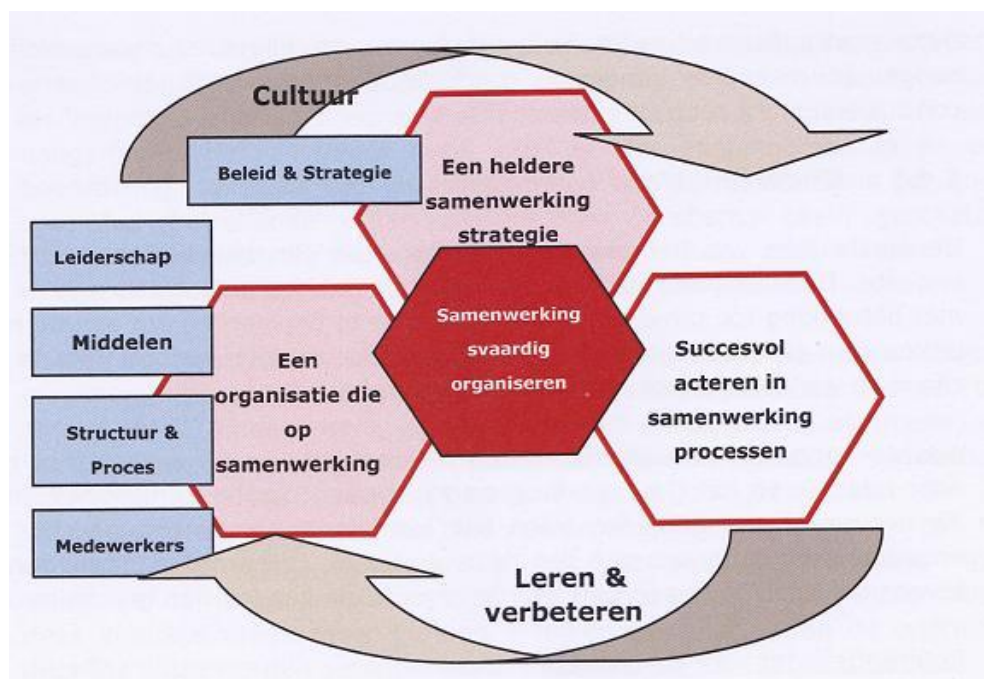 Cultuur
Beleid & Strategie
Een heldere
samenwerking
strategie
Leiderschap
Middelen
Structuur &
Proces
Medewerkers
Een
organisatie die
op
samenwerking
Samenwerking
svaardig
organiseren
Succesvol
acteren in
samenwerking
processen
Leren &
verbeteren